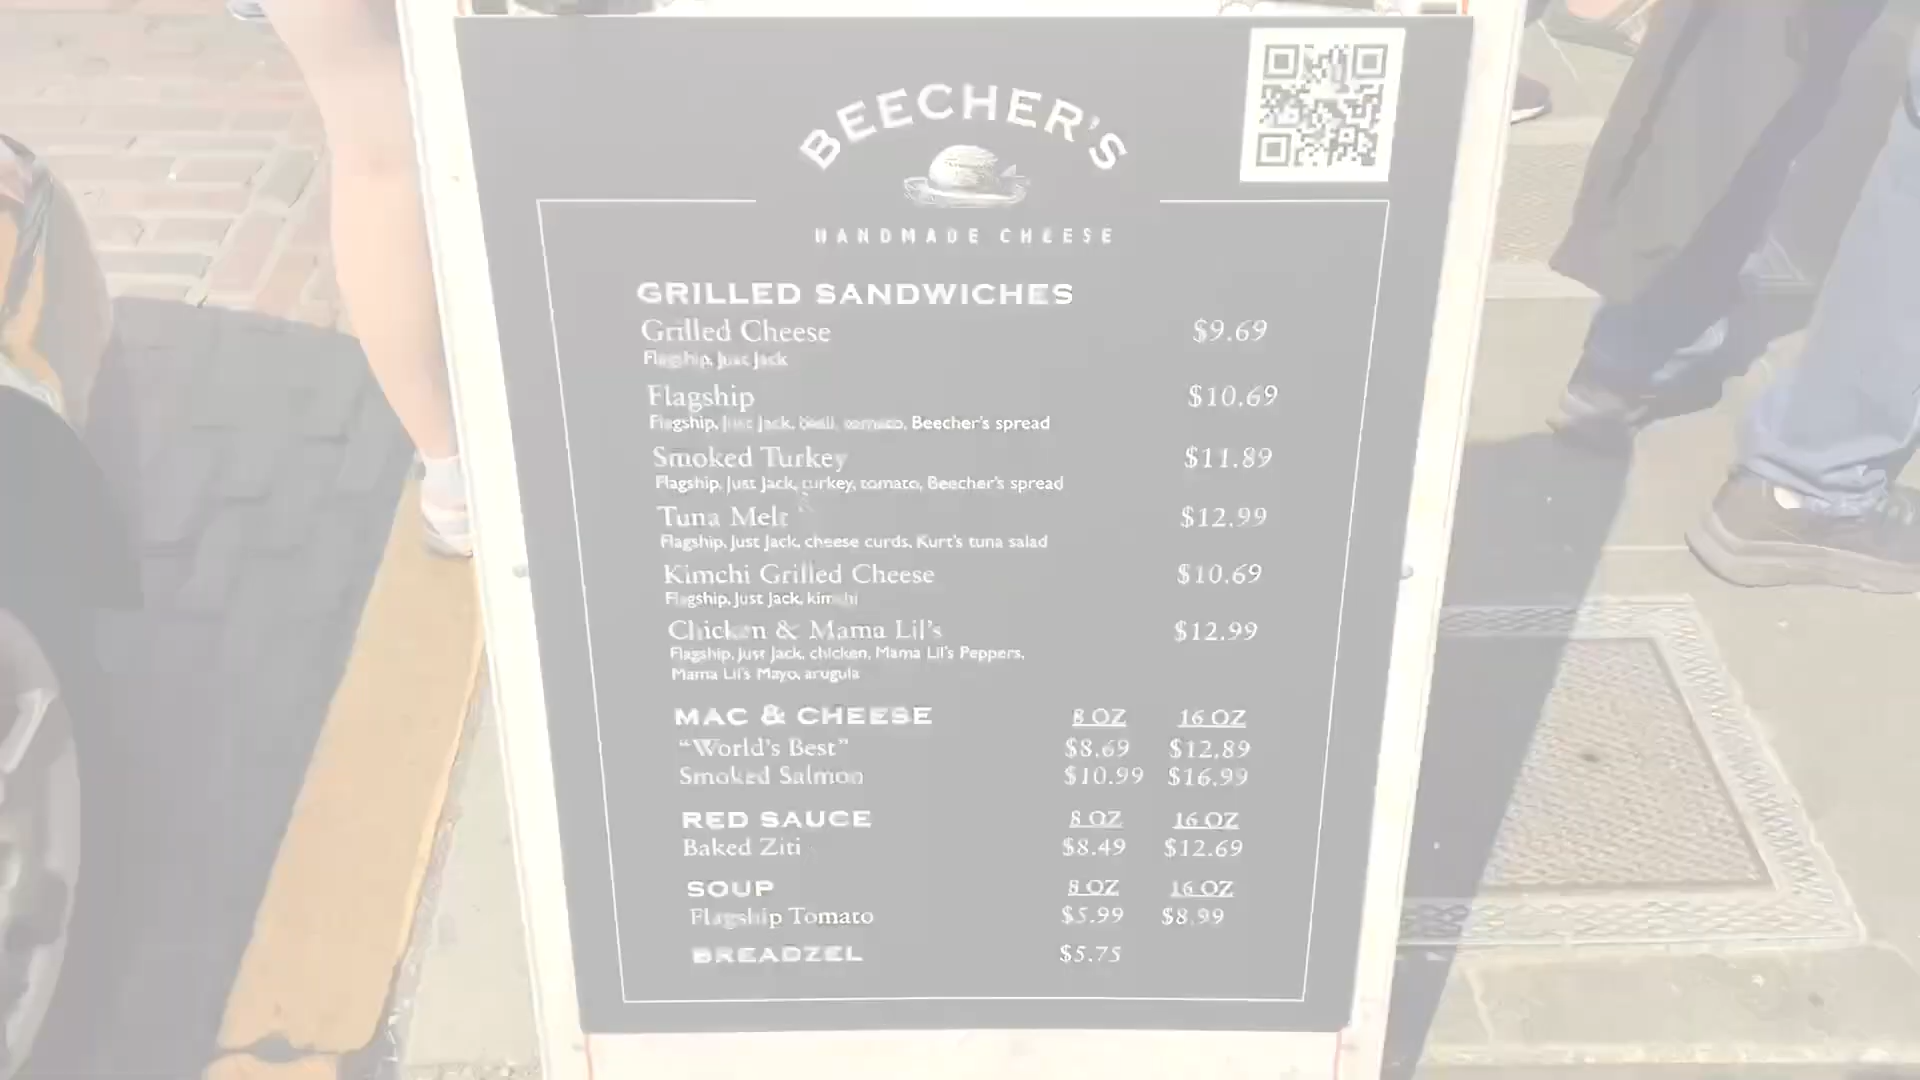 BEECHER'S
HANDMADE CHEESE
GRILLED SANDWICHES
Grilled Cheese $9.69
Flagship, Just Jack
Flagship $10.69
Flagship, Just Jack, basil, tomato, Beecher's spread
Smoked Turkey $11.89
Flagship, Just Jack, turkey, tomato, Beecher's spread
Tuna Melt $12.99
Flagship, Just Jack, cheese curds, Kurt's tuna salad
Kimchi Grilled Cheese $10.69
Flagship, Just Jack, kimchi
Chicken & Mama Lil's $12.99
Flagship, Just Jack, chicken, Mama Lil's Peppers,
Mama Lil's Mayo, arugula
MAC & CHEESE 8 OZ 16 OZ
"World's Best" $8.69 $12.89
Smoked Salmon $10.99 $16.99
RED SAUCE 8 OZ 16 OZ
Baked Ziti $8.49 $12.69
SOUP 8 OZ 16 OZ
Flagship Tomato $5.99 $8.99
BREADZEL $5.75